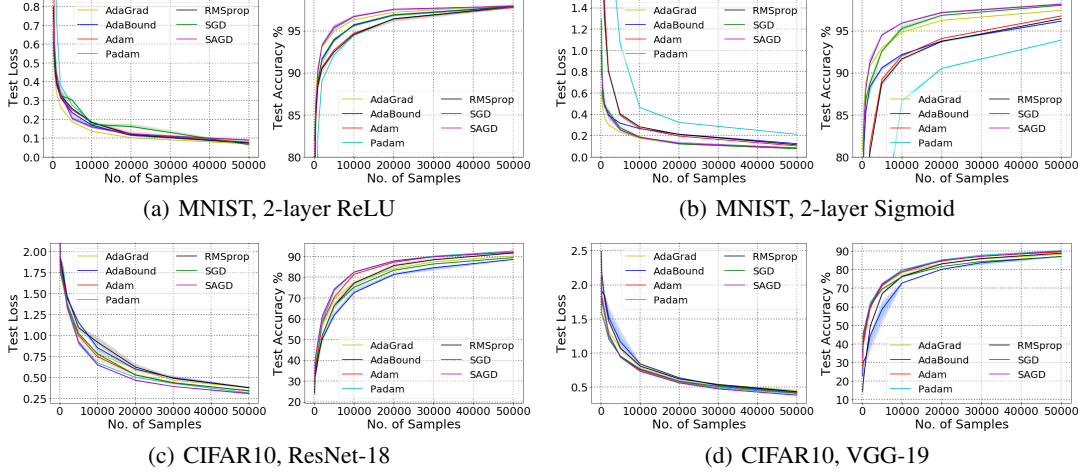 0.8
0.7
0.6
0.5
0.4
0.3
0.2
0.1
0.0
Test Loss
0 10000 20000 30000 40000 50000
No. of Samples
AdaGrad
AdaBound
Adam
Padam
RMSprop
SGD
SAGD
95
90
85
80
Test Accuracy %
0 10000 20000 30000 40000 50000
No. of Samples
AdaGrad
AdaBound
Adam
Padam
RMSprop
SGD
SAGD
(a) MNIST, 2-layer ReLU
1.4
1.2
1.0
0.8
0.6
0.4
0.2
0.0
Test Loss
0 10000 20000 30000 40000 50000
No. of Samples
AdaGrad
AdaBound
Adam
Padam
RMSprop
SGD
SAGD
95
90
85
80
Test Accuracy %
0 10000 20000 30000 40000 50000
No. of Samples
AdaGrad
AdaBound
Adam
Padam
RMSprop
SGD
SAGD
(b) MNIST, 2-layer Sigmoid
2.00
1.75
1.50
1.25
1.00
0.75
0.50
0.25
Test Loss
0 10000 20000 30000 40000 50000
No. of Samples
AdaGrad
AdaBound
Adam
Padam
RMSprop
SGD
SAGD
90
80
70
60
50
40
30
20
Test Accuracy %
0 10000 20000 30000 40000 50000
No. of Samples
AdaGrad
AdaBound
Adam
Padam
RMSprop
SGD
SAGD
(c) CIFAR10, ResNet-18
2.5
2.0
1.5
1.0
0.5
Test Loss
0 10000 20000 30000 40000 50000
No. of Samples
AdaGrad
AdaBound
Adam
Padam
RMSprop
SGD
SAGD
90
80
70
60
50
40
30
20
10
Test Accuracy %
0 10000 20000 30000 40000 50000
No. of Samples
AdaGrad
AdaBound
Adam
Padam
RMSprop
SGD
SAGD
(d) CIFAR10, VGG-19